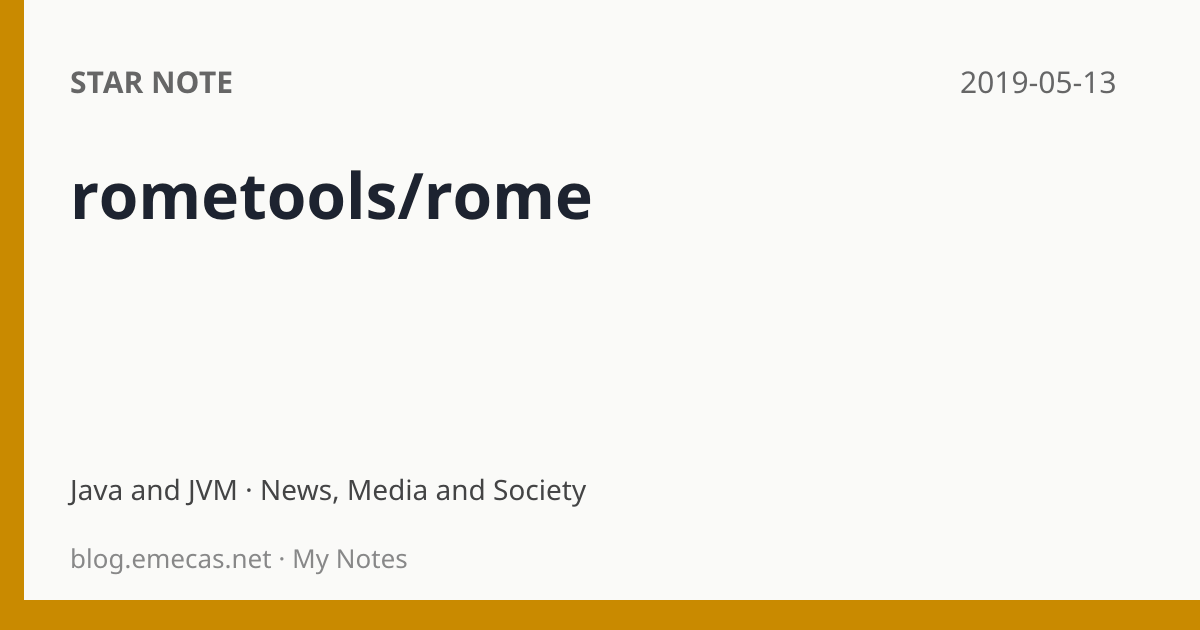 STAR NOTE
2019-05-13
rometools/rome
Java and JVM · News, Media and Society
blog.emecas.net · My Notes